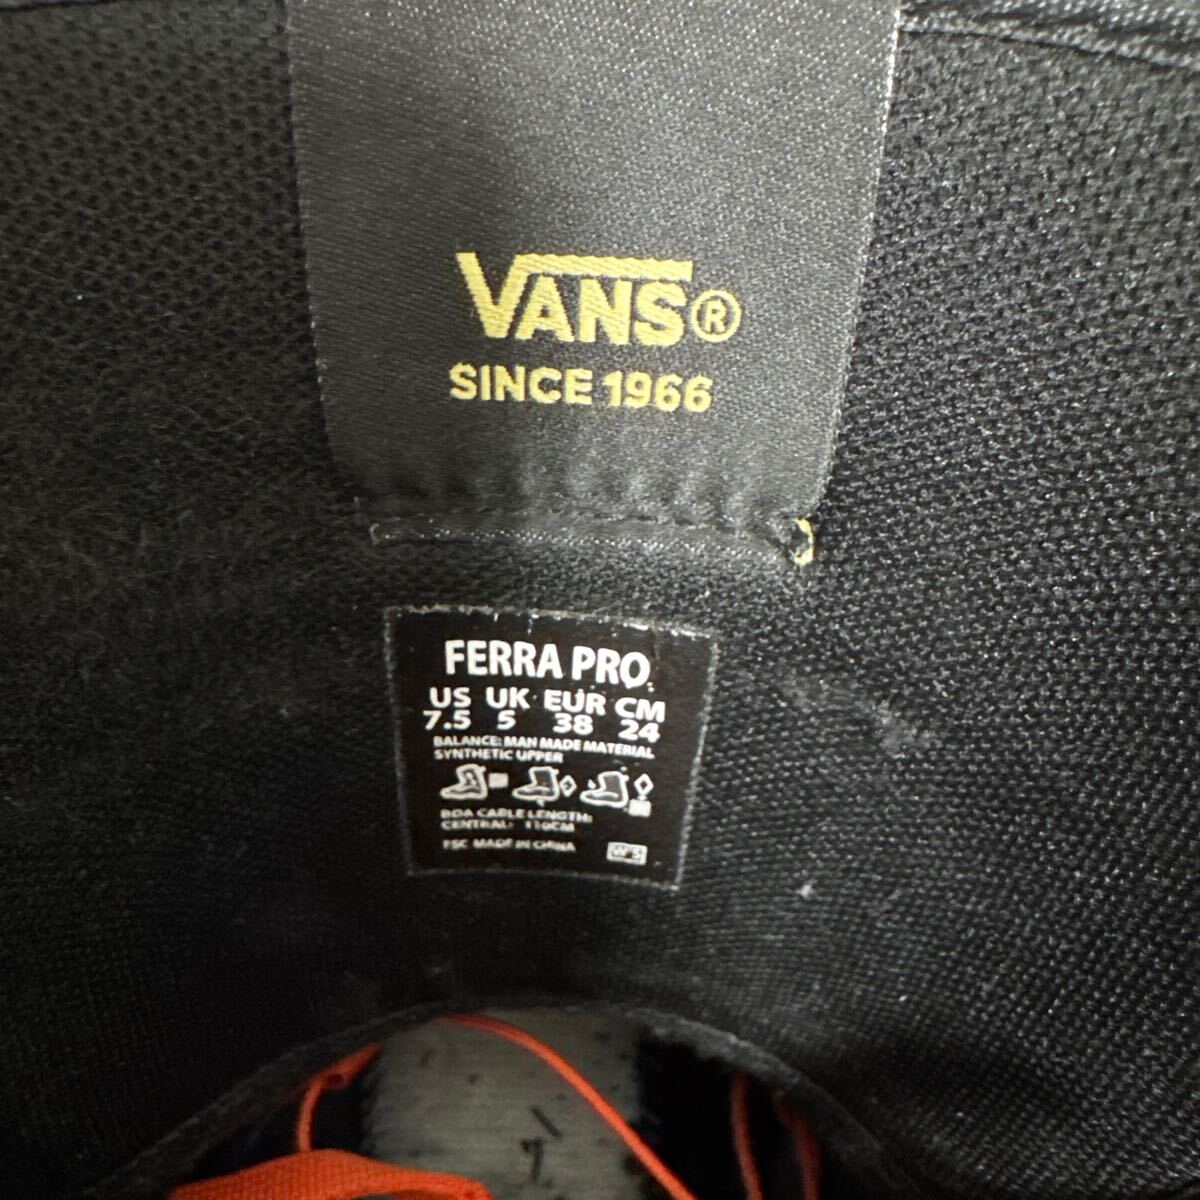 VANS®
SINCE 1966
FERRA PRO
US UK EUR CM
7.5 5 38 24
BALANCE: MAN MADE MATERIAL
SYNTHETIC UPPER
BOA CABLE LENGTH:
CENTRAL: 110CM
MADE IN CHINA